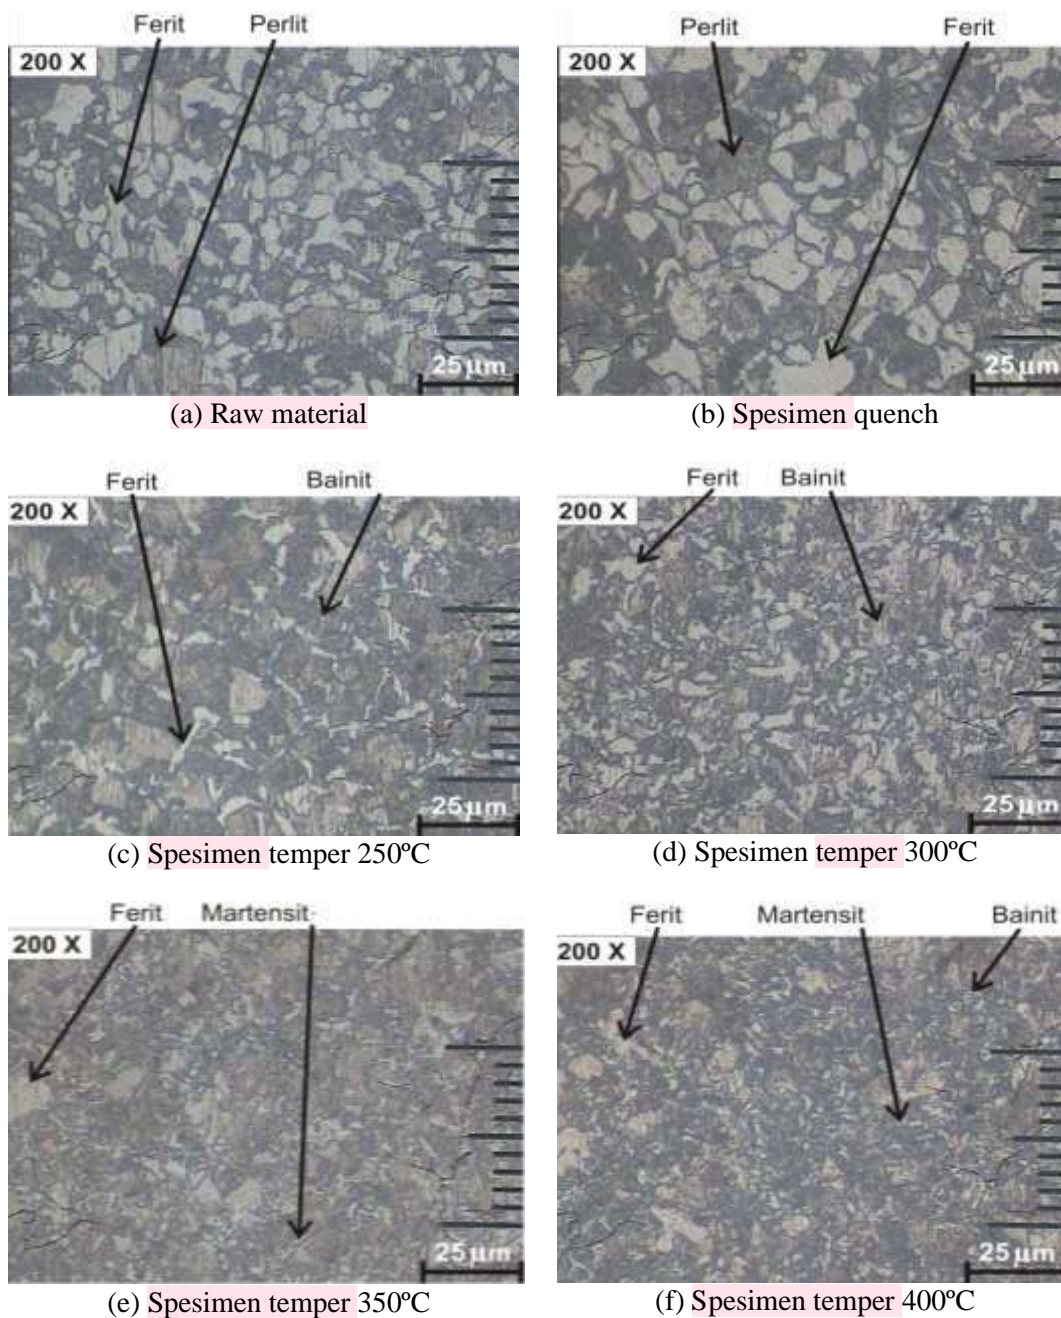 Ferit Perlit
200 X
25 µm
(a) Raw material
Perlit Ferit
200 X
25 µm
(b) Spesimen quench
Ferit Bainit
200 X
25 µm
(c) Spesimen temper 250ºC
Ferit Bainit
200 X
25 µm
(d) Spesimen temper 300ºC
Ferit Martensit
200 X
25 µm
(e) Spesimen temper 350ºC
Ferit Martensit Bainit
200 X
25 µm
(f) Spesimen temper 400ºC